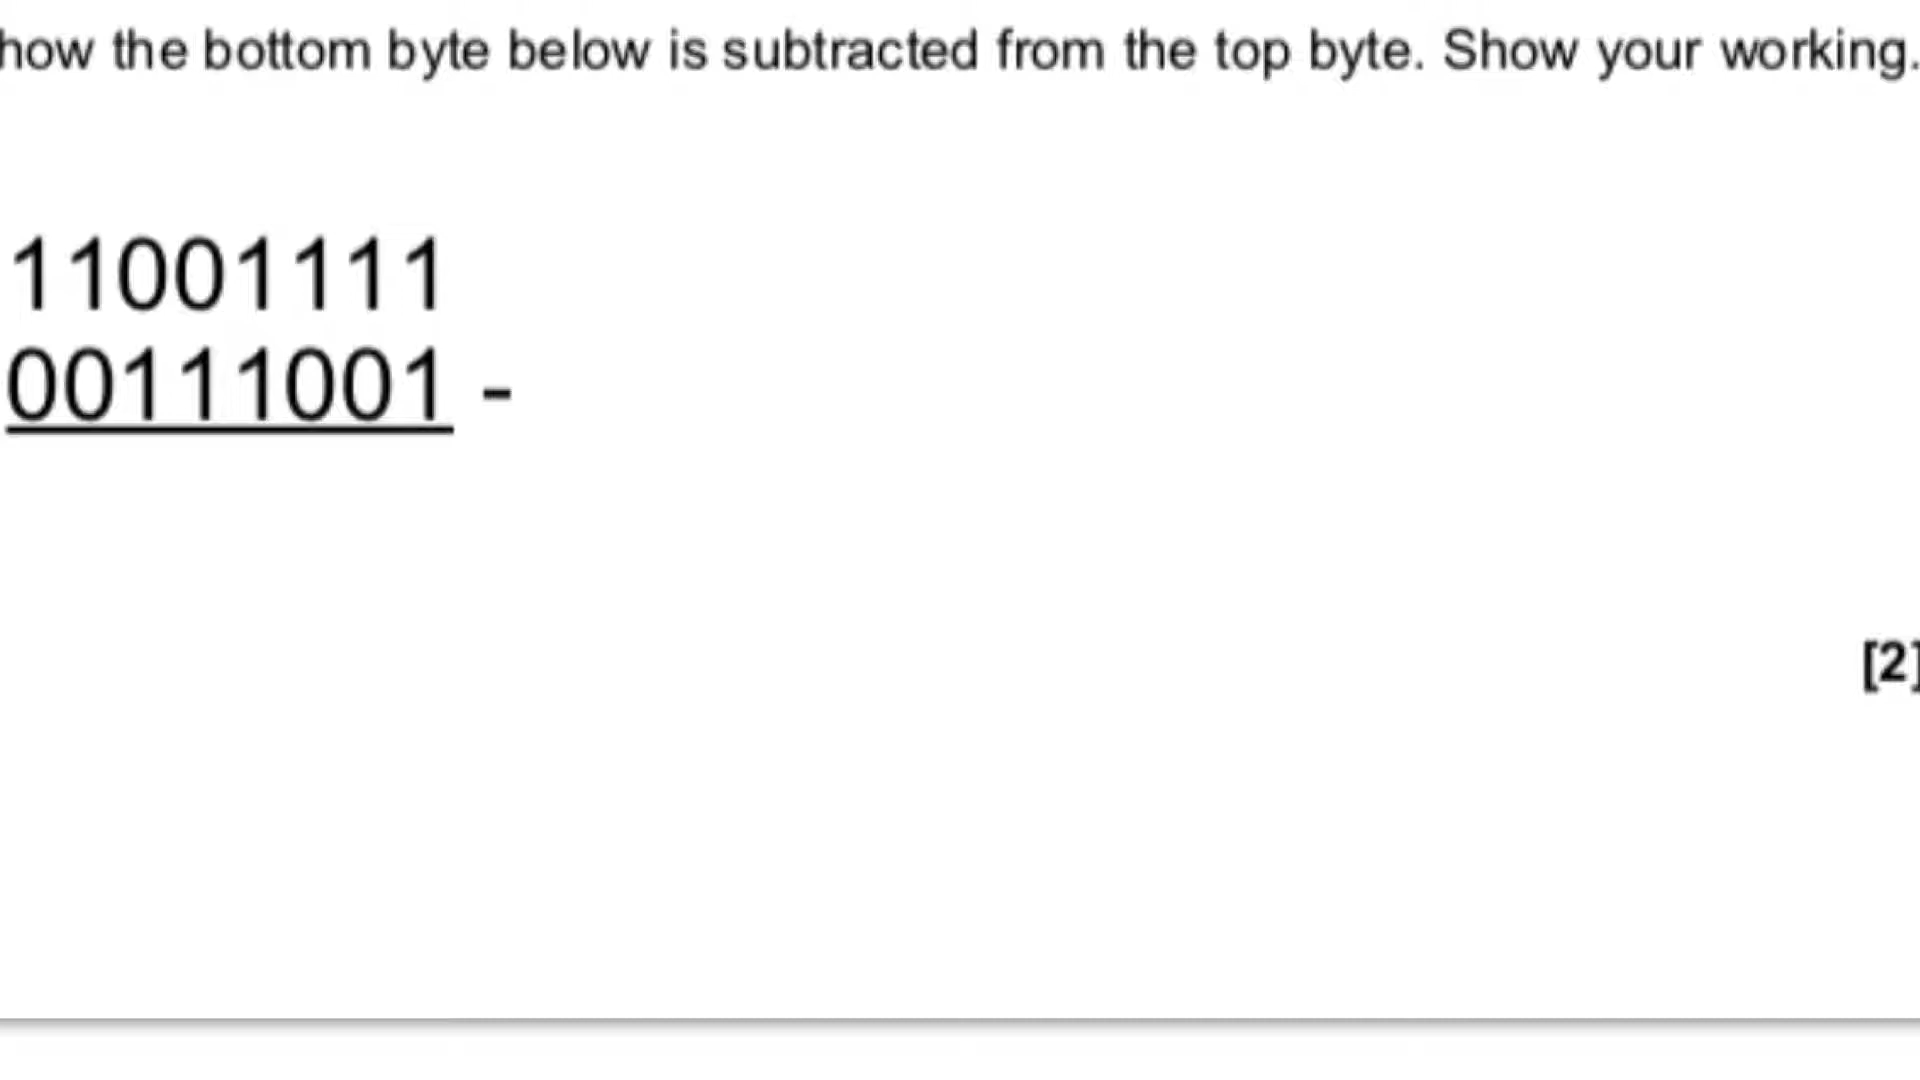 how the bottom byte below is subtracted from the top byte. Show your working.
11001111
00111001 -
[2]